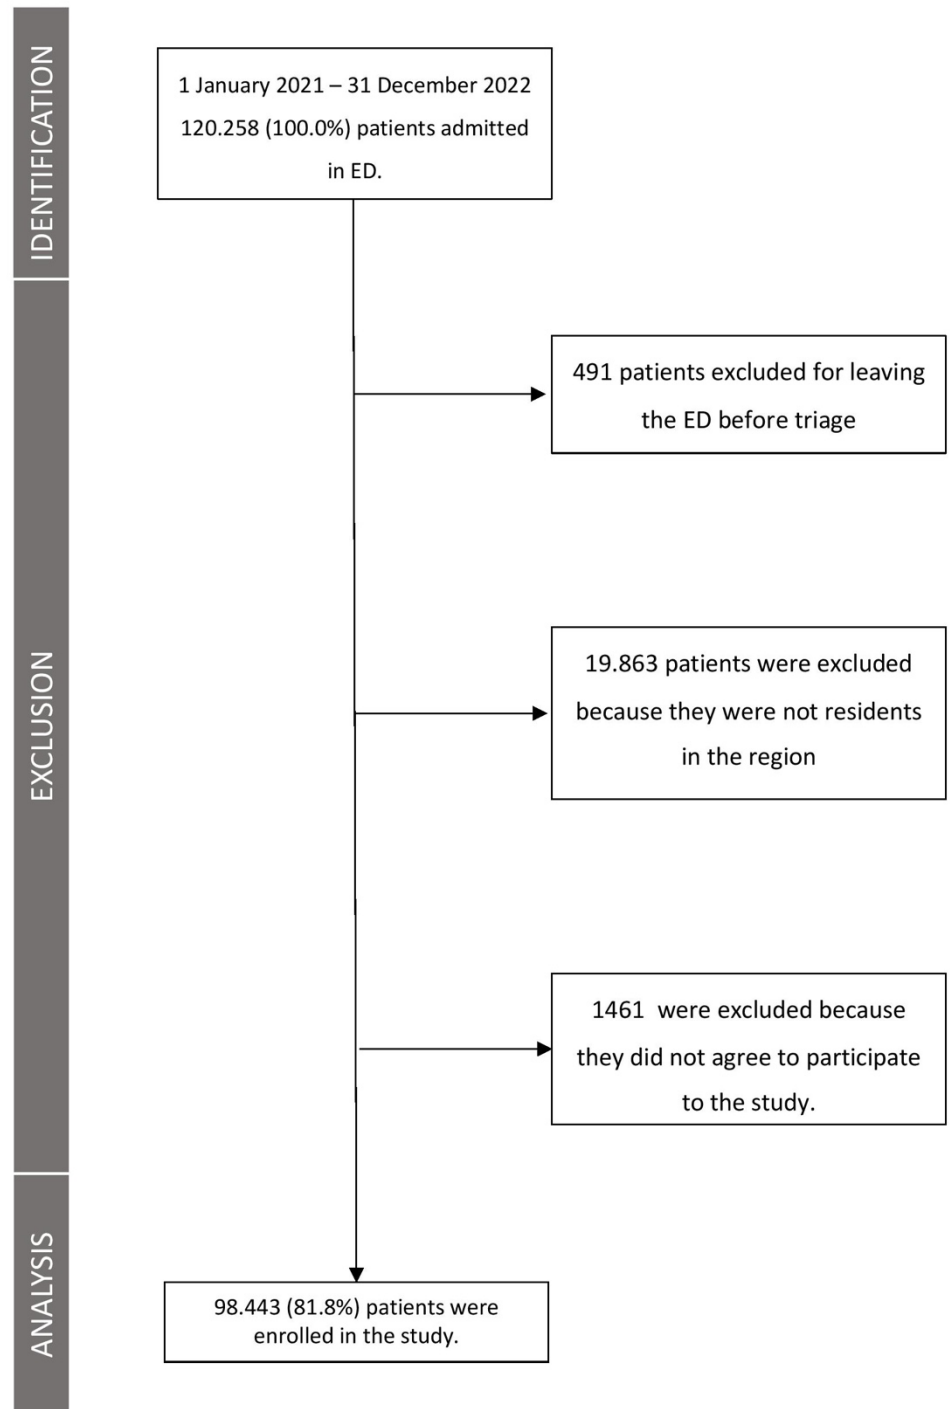 IDENTIFICATION
1 January 2021 – 31 December 2022
120.258 (100.0%) patients admitted
in ED.
EXCLUSION
491 patients excluded for leaving
the ED before triage
19.863 patients were excluded
because they were not residents
in the region
1461 were excluded because
they did not agree to participate
to the study.
ANALYSIS
98.443 (81.8%) patients were
enrolled in the study.